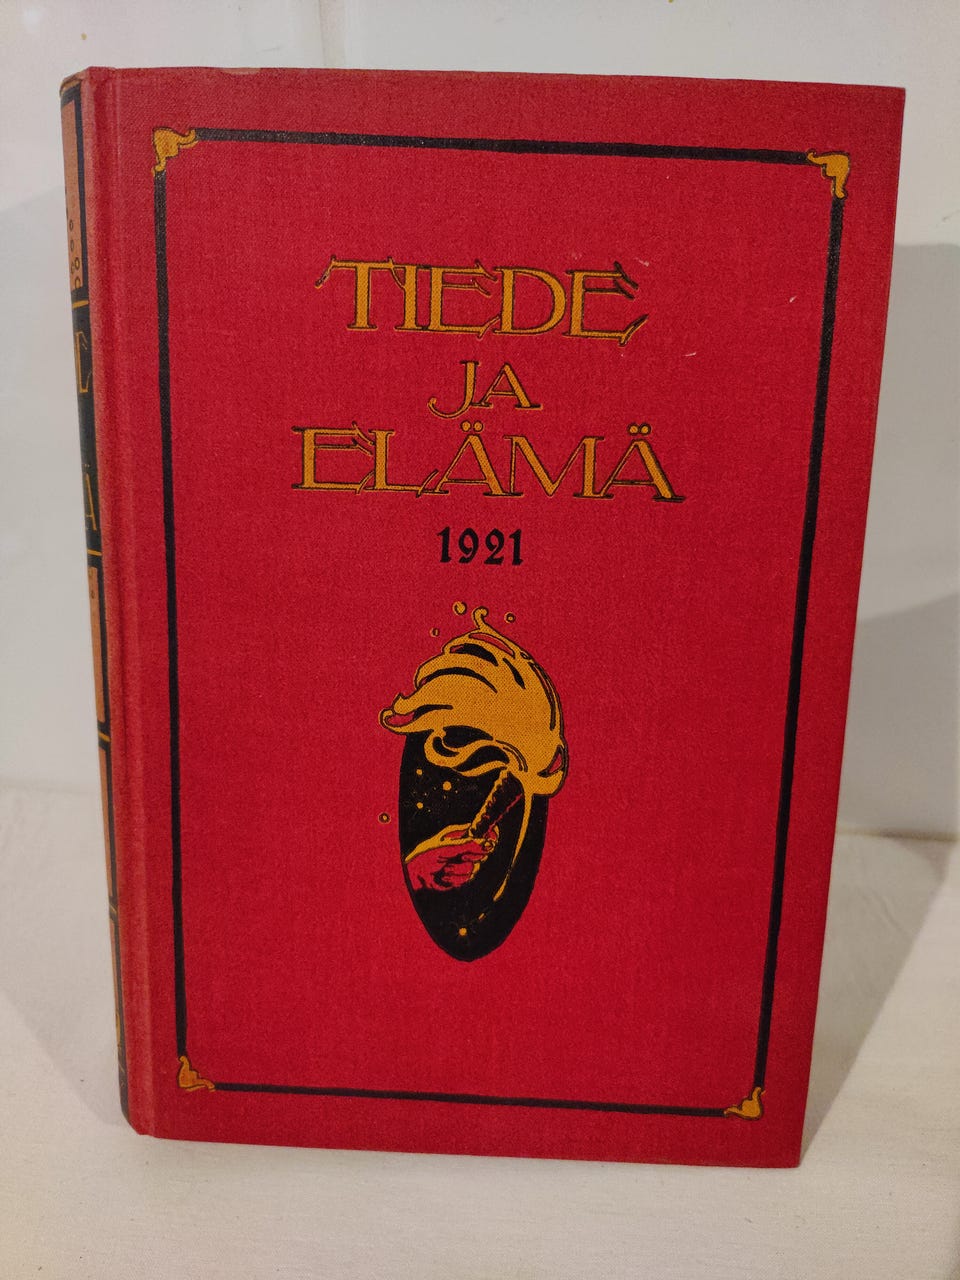 TIEDE
JA
ELÄMÄ
1921